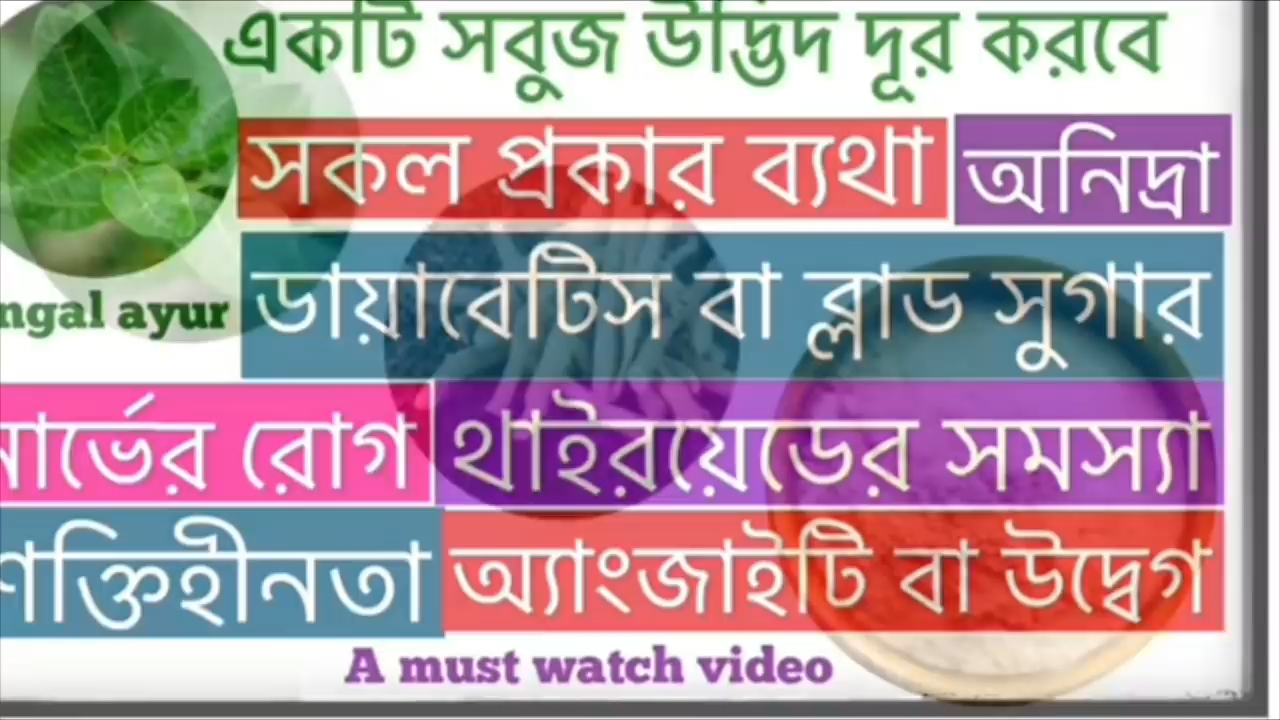 একটি সবুজ উদ্ভিদ দূর করবে
সকল প্রকার ব্যথা অনিদ্রা
ডায়াবেটিস বা ব্লাড সুগার
ngal ayur
নার্ভের রোগ থাইরয়েডের সমস্যা
শক্তিহীনতা অ্যাংজাইটি বা উদ্বেগ
A must watch video